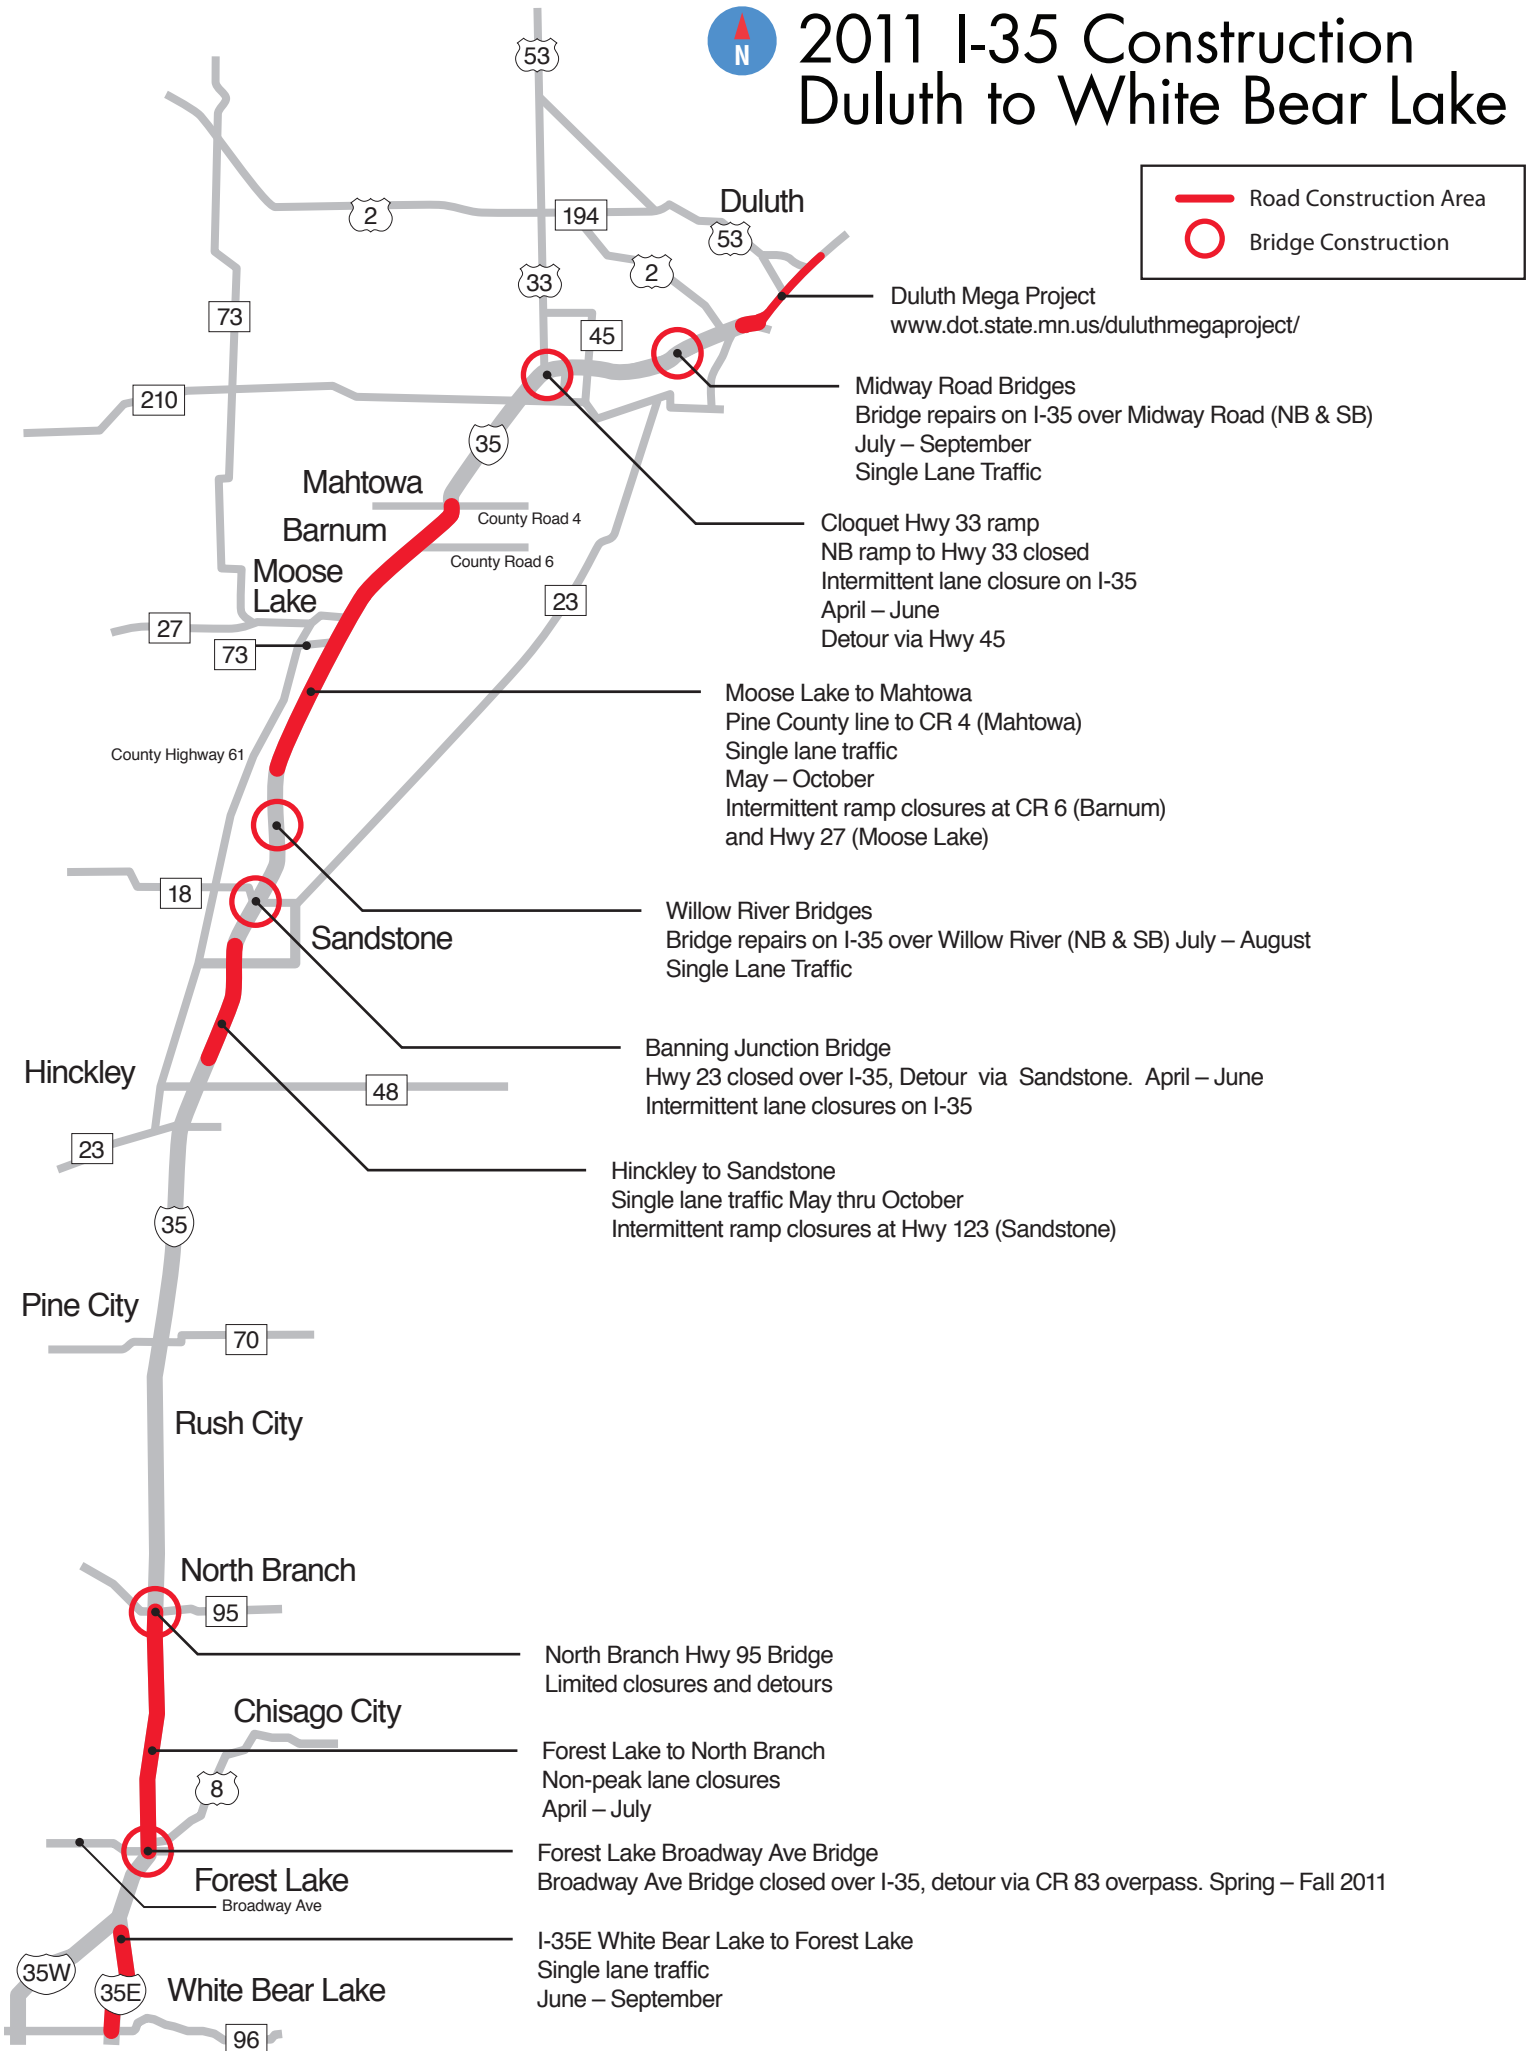 N
2011 I-35 Construction
Duluth to White Bear Lake
Road Construction Area
Bridge Construction
53
2
194
Duluth
53
33
2
73
45
Duluth Mega Project
www.dot.state.mn.us/duluthmegaproject/
210
35
Midway Road Bridges
Bridge repairs on I-35 over Midway Road (NB & SB)
July – September
Single Lane Traffic
Mahtowa
County Road 4
Barnum
County Road 6
Moose
Lake
23
27
73
Cloquet Hwy 33 ramp
NB ramp to Hwy 33 closed
Intermittent lane closure on I-35
April – June
Detour via Hwy 45
County Highway 61
Moose Lake to Mahtowa
Pine County line to CR 4 (Mahtowa)
Single lane traffic
May – October
Intermittent ramp closures at CR 6 (Barnum)
and Hwy 27 (Moose Lake)
18
Sandstone
Willow River Bridges
Bridge repairs on I-35 over Willow River (NB & SB) July – August
Single Lane Traffic
Hinckley
48
Banning Junction Bridge
Hwy 23 closed over I-35, Detour via Sandstone. April – June
Intermittent lane closures on I-35
23
Hinckley to Sandstone
Single lane traffic May thru October
Intermittent ramp closures at Hwy 123 (Sandstone)
35
Pine City
70
Rush City
North Branch
95
North Branch Hwy 95 Bridge
Limited closures and detours
Chisago City
8
Forest Lake to North Branch
Non-peak lane closures
April – July
Forest Lake Broadway Ave Bridge
Broadway Ave Bridge closed over I-35, detour via CR 83 overpass. Spring – Fall 2011
Forest Lake
Broadway Ave
I-35E White Bear Lake to Forest Lake
Single lane traffic
June – September
35W
35E
White Bear Lake
96